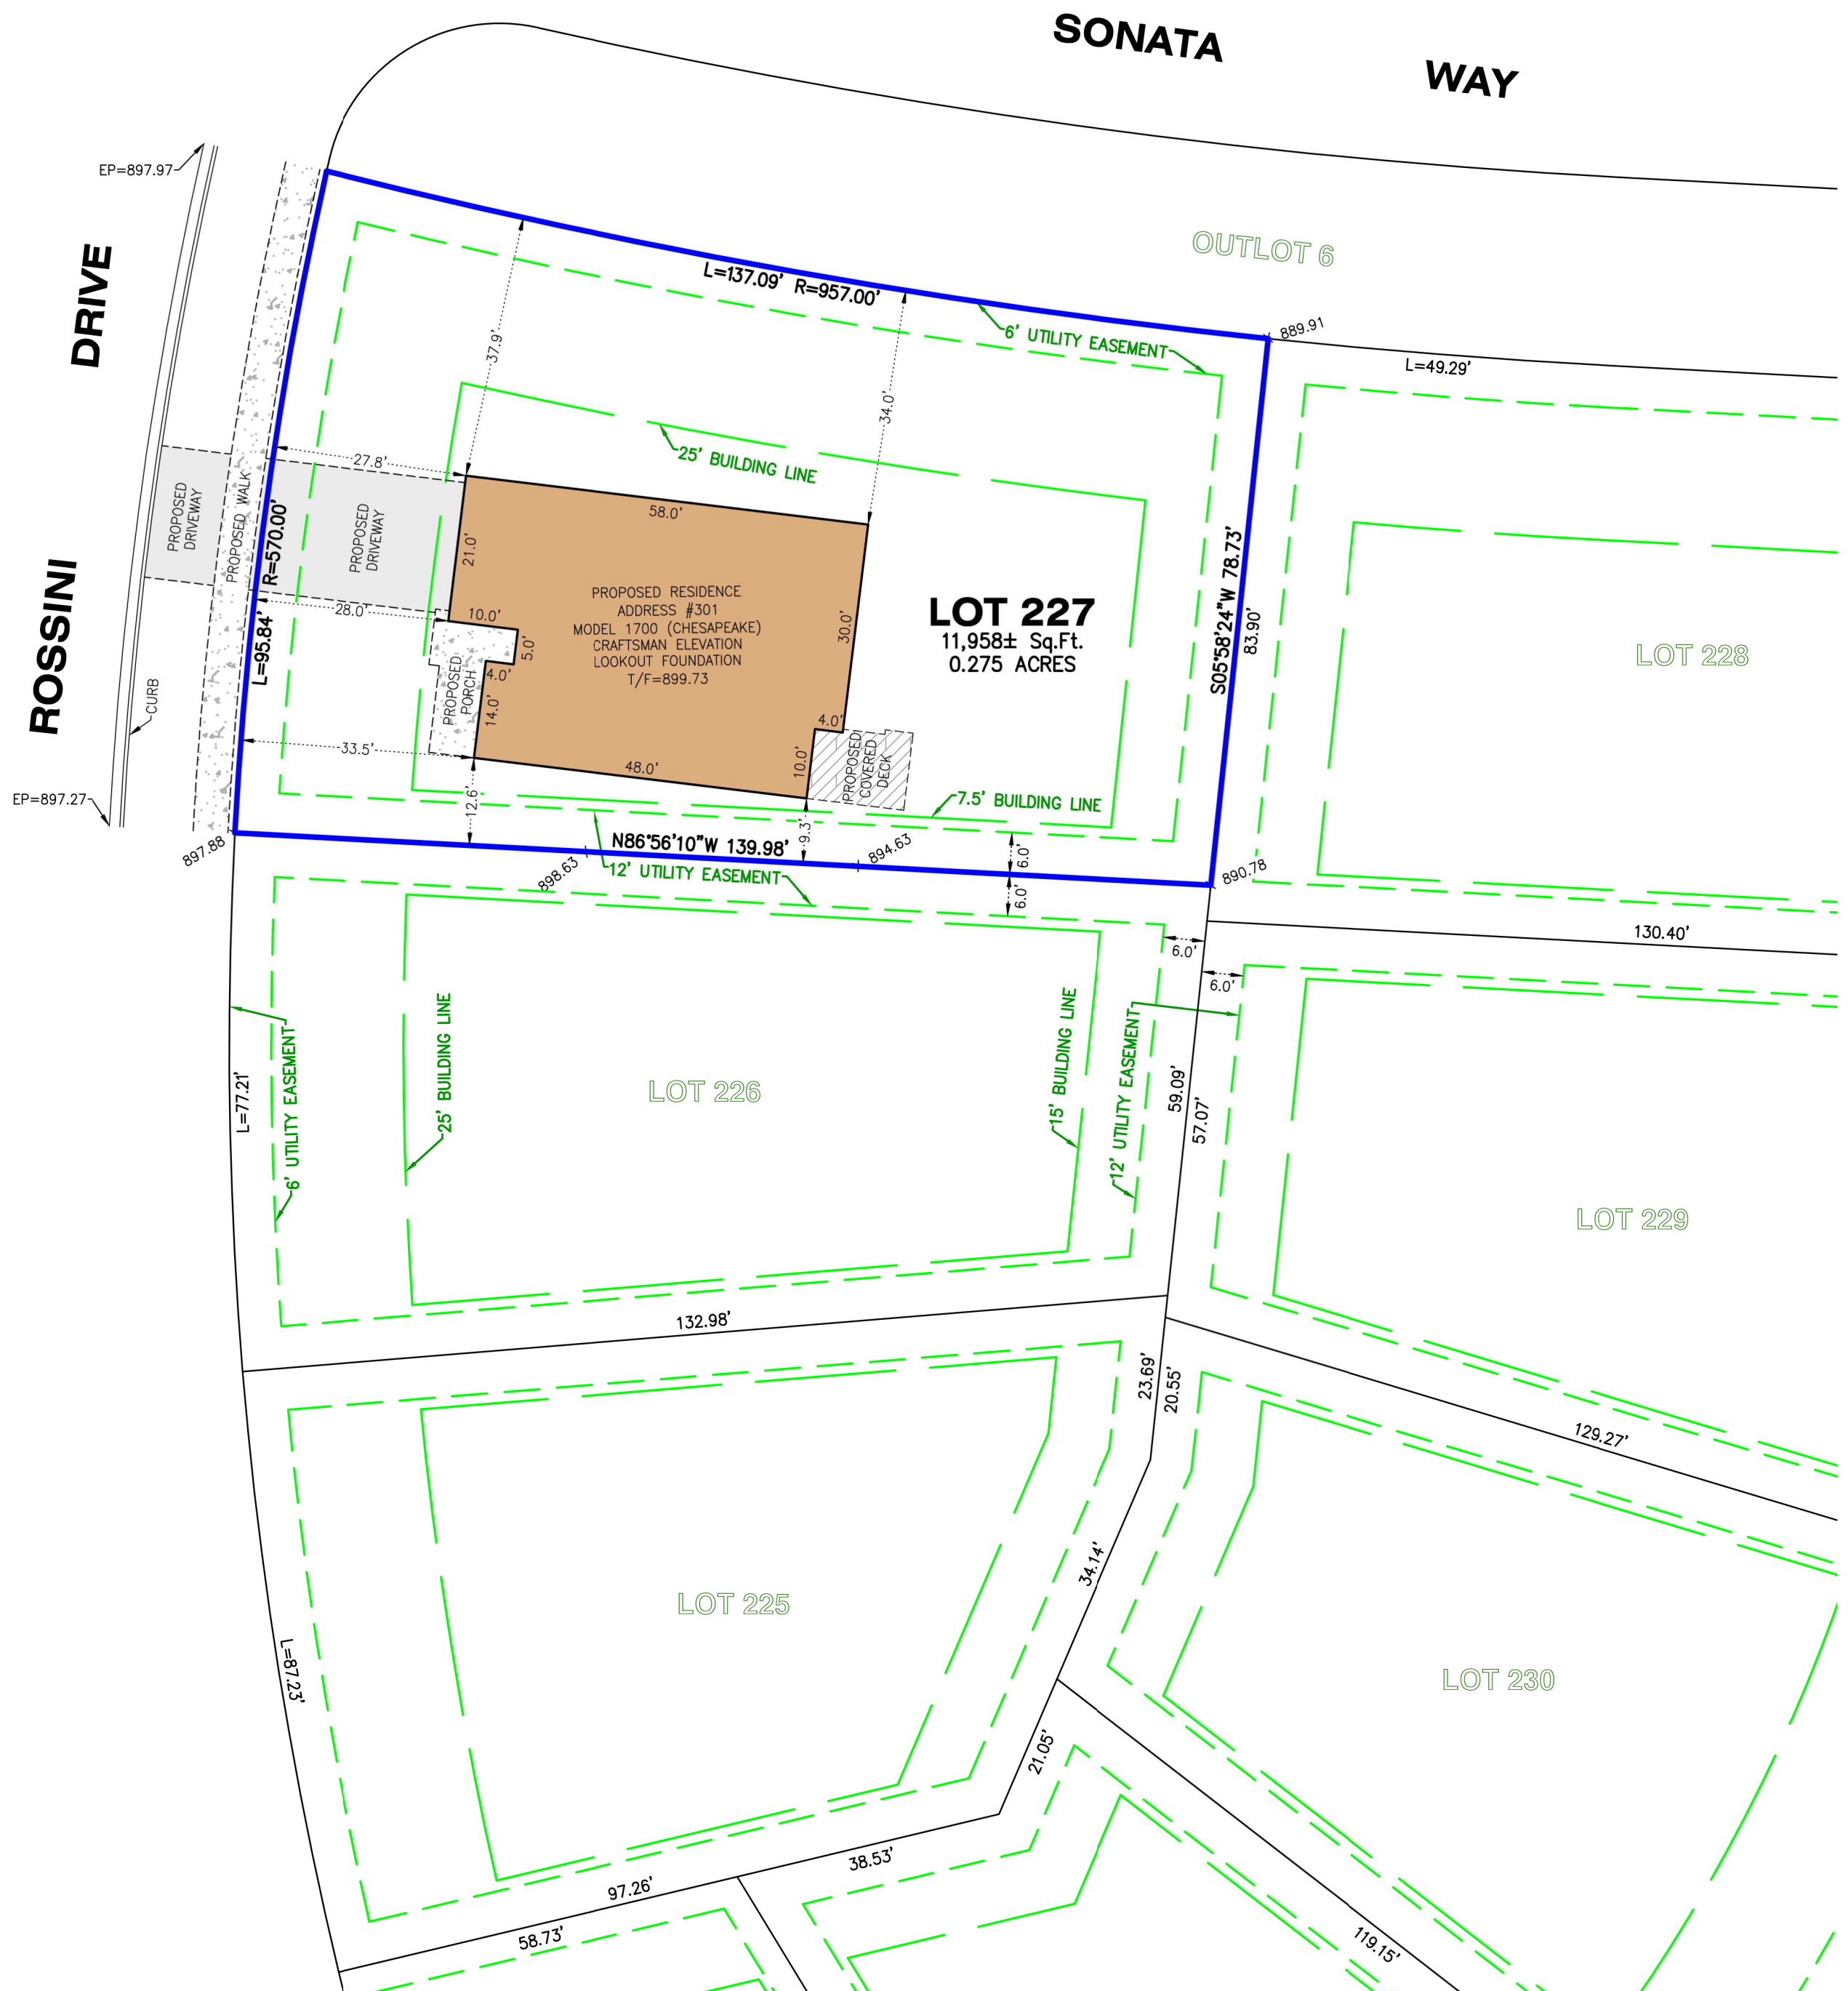 SONATA
WAY
EP=897.97
DRIVE
ROSSINI
CURB
EP=897.27
OUTLOT 6
L=137.09' R=957.00'
6' UTILITY EASEMENT
889.91
L=49.29'
37.9'
34.0'
25' BUILDING LINE
27.8'
58.0'
PROPOSED
DRIVEWAY
PROPOSED WALK
L=95.84' R=570.00'
PROPOSED
DRIVEWAY
21.0'
28.0'
10.0'
5.0'
4.0'
14.0'
PROPOSED
PORCH
PROPOSED RESIDENCE
ADDRESS #301
MODEL 1700 (CHESAPEAKE)
CRAFTSMAN ELEVATION
LOOKOUT FOUNDATION
T/F=899.73
30.0'
LOT 227
11,958± Sq.Ft.
0.275 ACRES
S05°58'24"W 78.73'
83.90'
LOT 228
33.5'
48.0'
4.0'
10.0'
PROPOSED
COVERED
DECK
12.6'
9.3'
7.5' BUILDING LINE
N86°56'10"W 139.98'
897.88
898.63
894.63
12' UTILITY EASEMENT
6.0'
6.0'
890.78
130.40'
6.0'
6.0'
L=77.21'
6' UTILITY EASEMENT
25' BUILDING LINE
LOT 226
15' BUILDING LINE
12' UTILITY EASEMENT
59.09'
57.07'
LOT 229
132.98'
23.69'
20.55'
129.27'
LOT 225
34.14'
LOT 230
L=87.23'
21.05'
38.53'
97.26'
58.73'
119.15'